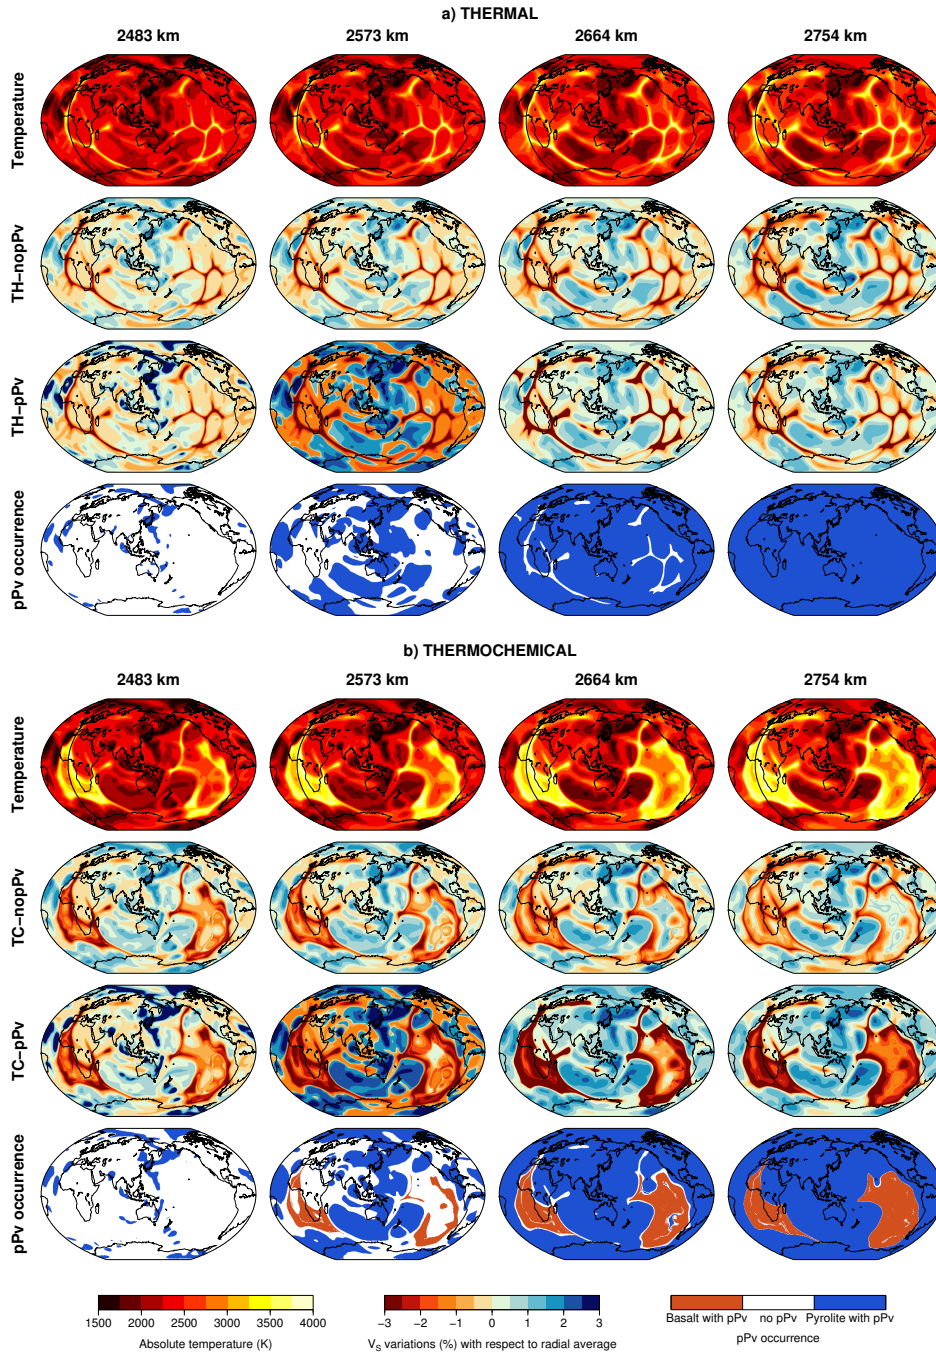 a) THERMAL
2483 km 2573 km 2664 km 2754 km
Temperature
TH−nopPv
TH−pPv
pPv occurrence
b) THERMOCHEMICAL
2483 km 2573 km 2664 km 2754 km
Temperature
TC−nopPv
TC−pPv
pPv occurrence
1500 2000 2500 3000 3500 4000
Absolute temperature (K)
−3 −2 −1 0 1 2 3
VS variations (%) with respect to radial average
Basalt with pPv no pPv Pyrolite with pPv
pPv occurrence